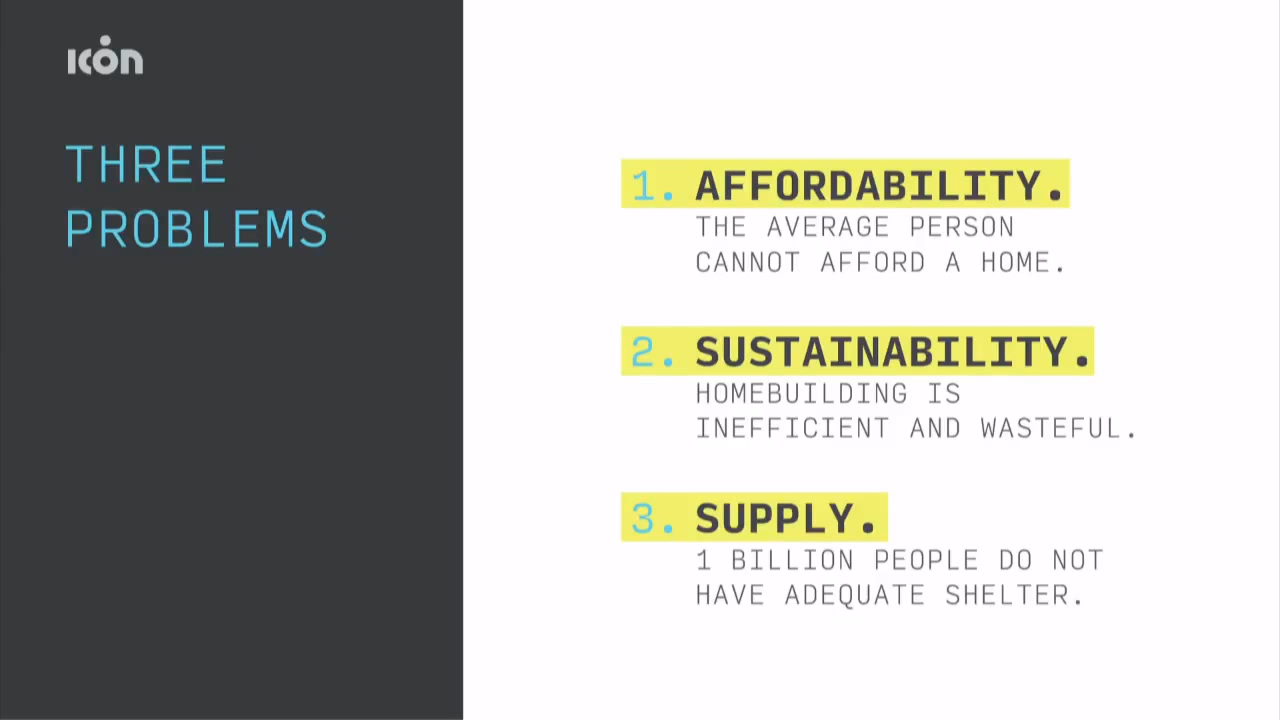 ICON
THREE
PROBLEMS
1. AFFORDABILITY.
THE AVERAGE PERSON
CANNOT AFFORD A HOME.
2. SUSTAINABILITY.
HOMEBUILDING IS
INEFFICIENT AND WASTEFUL.
3. SUPPLY.
1 BILLION PEOPLE DO NOT
HAVE ADEQUATE SHELTER.